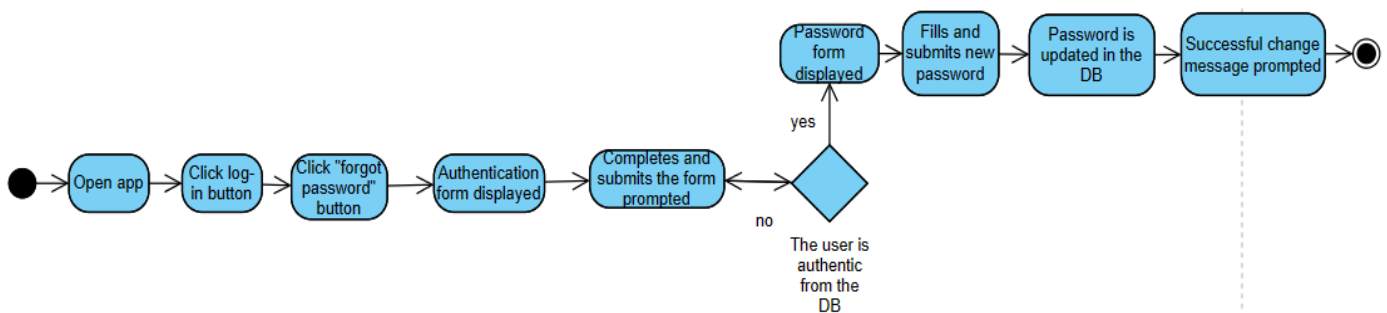 Open app
Click log-
in button
Click "forgot
password"
button
Authentication
form displayed
Completes and
submits the form
prompted
no
The user is
authentic
from the
DB
yes
Password
form
displayed
Fills and
submits new
password
Password is
updated in the
DB
Successful change
message prompted